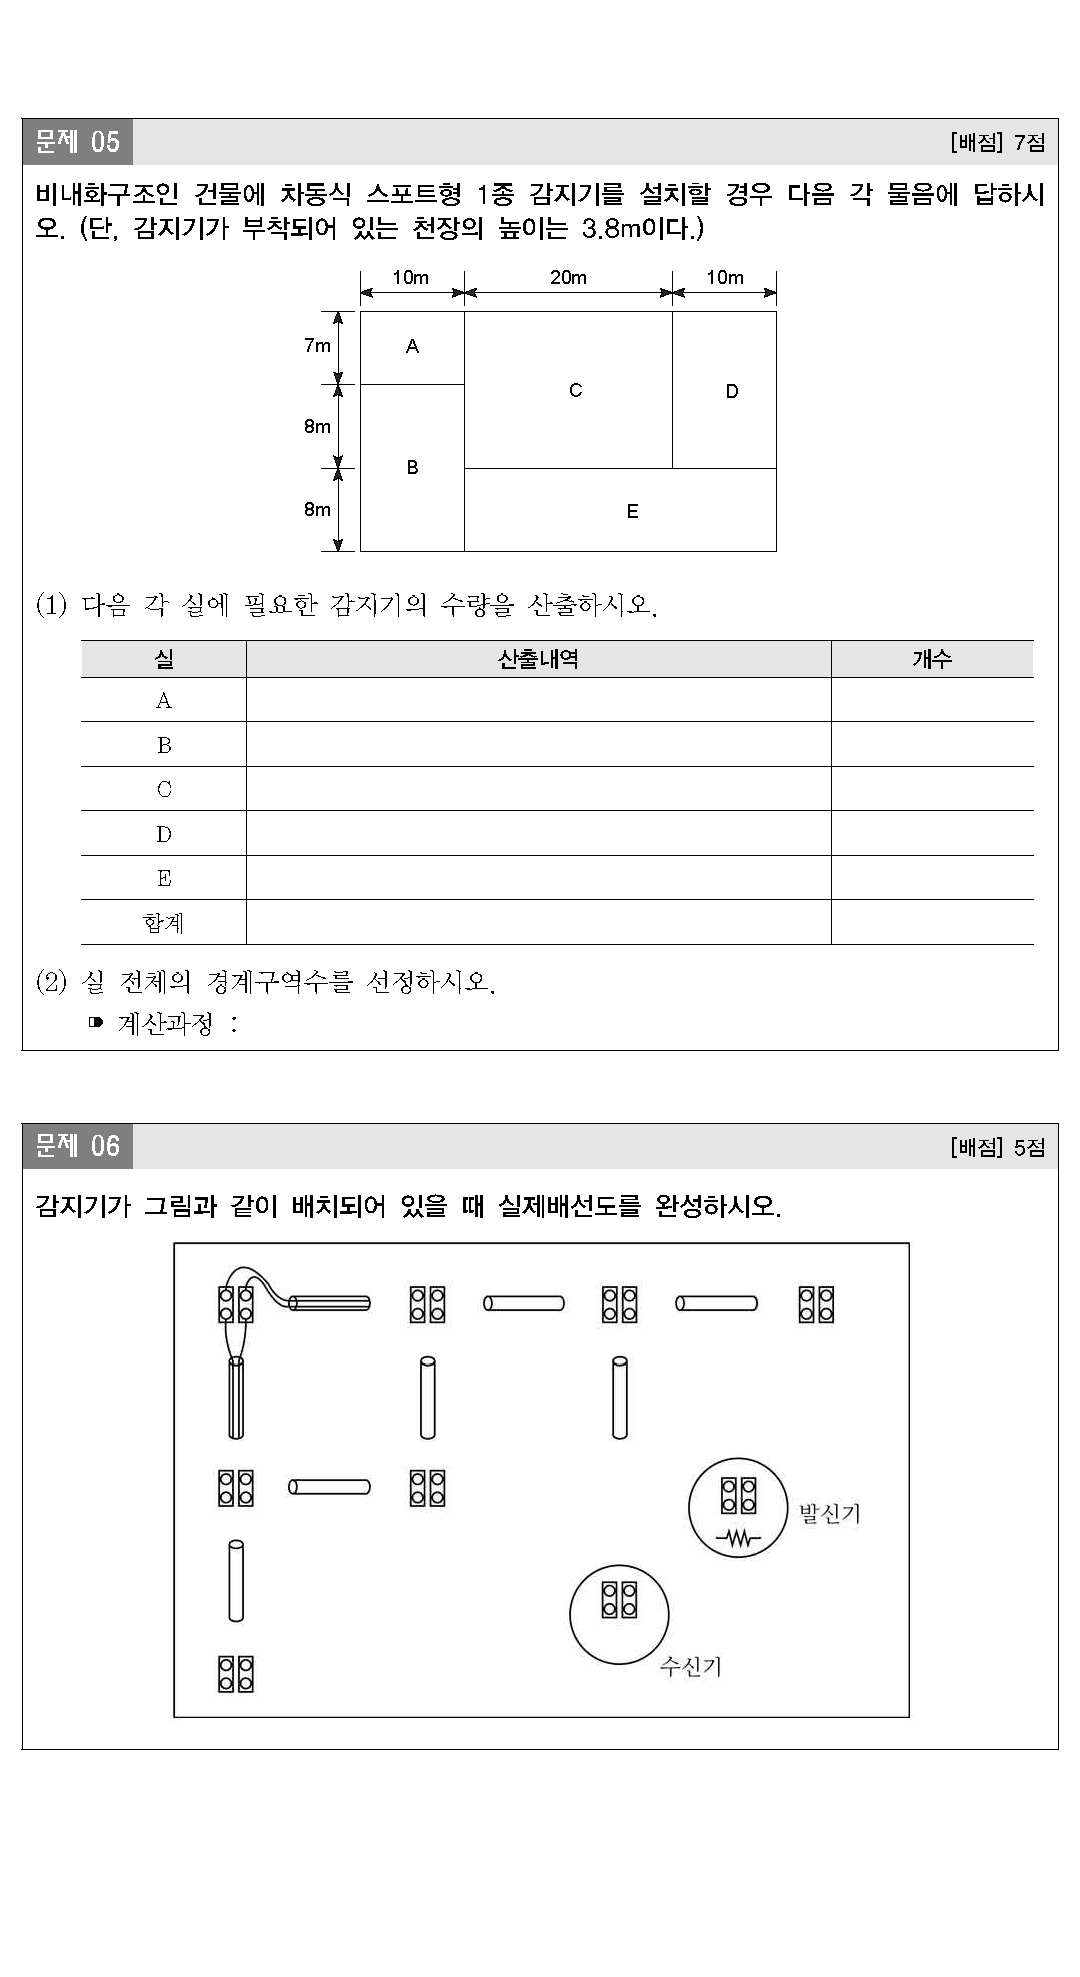 문제 05 [배점] 7점
비내화구조인 건물에 차동식 스포트형 1종 감지기를 설치할 경우 다음 각 물음에 답하시
오. (단, 감지기가 부착되어 있는 천장의 높이는 3.8m이다.)
10m 20m 10m
7m A
C D
8m
B
8m E
(1) 다음 각 실에 필요한 감지기의 수량을 산출하시오.
실 산출내역 개수
A
B
C
D
E
합계
(2) 실 전체의 경계구역수를 선정하시오.
계산과정 :
문제 06 [배점] 5점
감지기가 그림과 같이 배치되어 있을 때 실제배선도를 완성하시오.
발신기
수신기